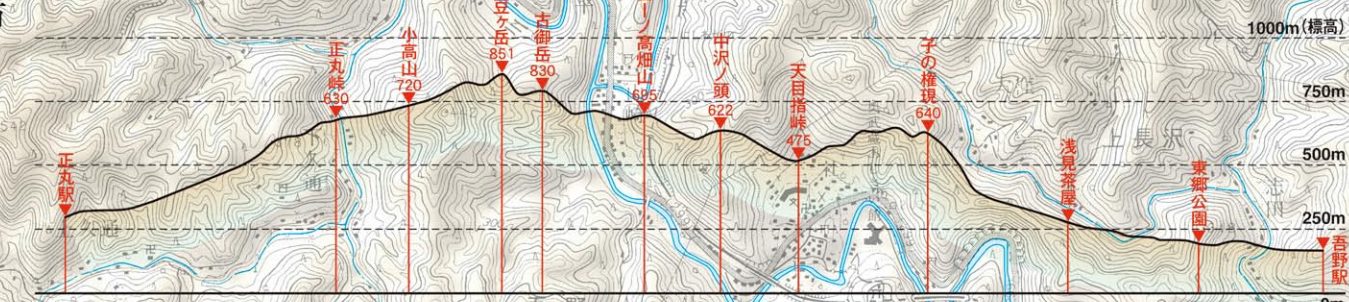 1000m(標高)
750m
500m
250m
0m
正丸駅
正丸峠
630
小高山
720
豆ヶ岳
851
古御岳
830
ノ高畑山
695
中沢ノ頭
622
天目指峠
475
子の権現
640
浅見茶屋
東郷公園
吾野駅
上長沢